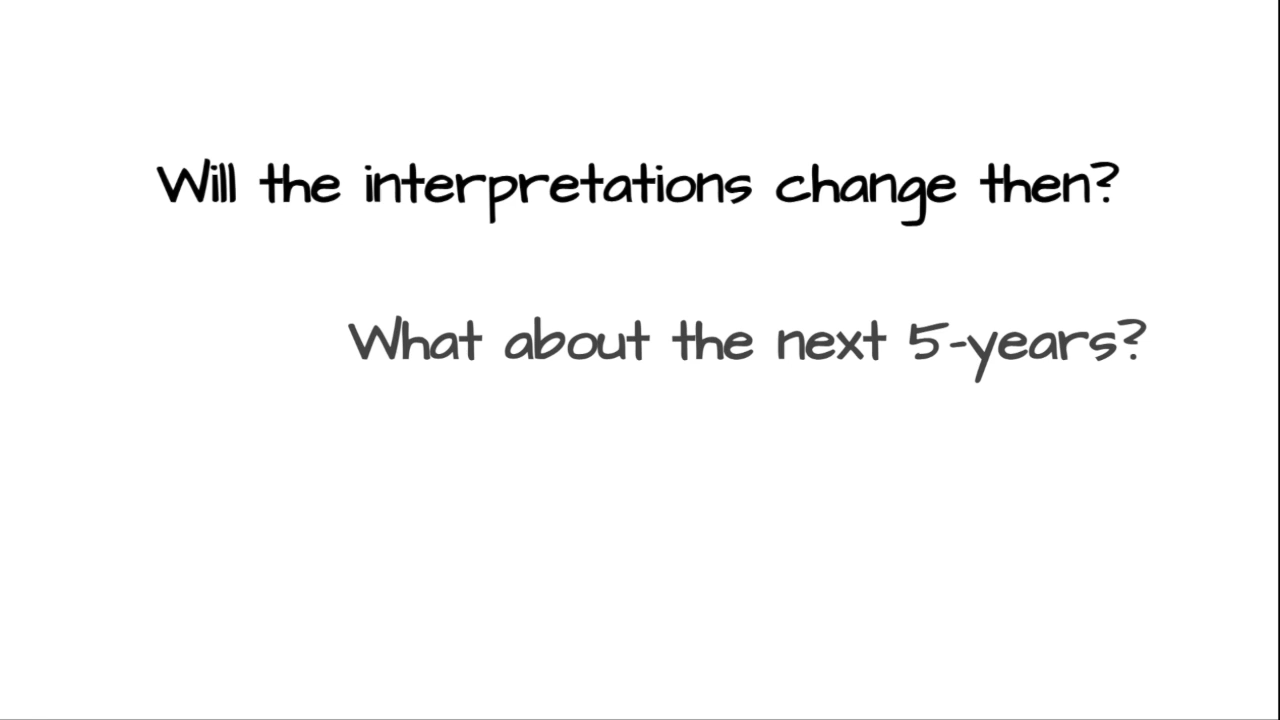 Will the interpretations change then?
What about the next 5-years?